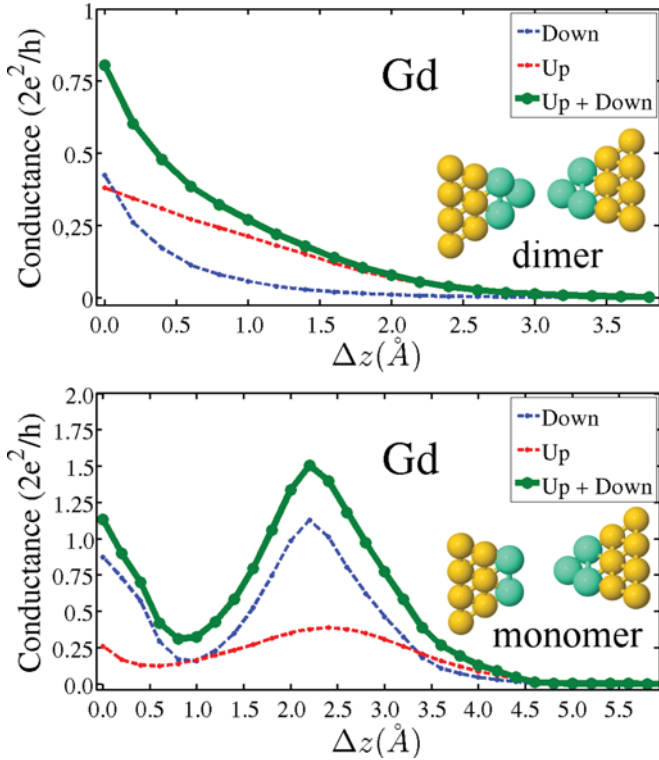 1
0.75
0.5
0.25
0
Conductance (2e²/h)
Gd
Down
Up
Up + Down
dimer
0.0 0.5 1.0 1.6 2.0 2.5 3.0 3.5
Δz(Å)
2.0
1.75
1.5
1.25
1.0
0.75
0.5
0.25
0.0
Conductance (2e²/h)
Gd
Down
Up
Up + Down
monomer
0.0 0.5 1.0 1.5 2.0 2.5 3.0 3.5 4.0 4.5 5.0 5.5
Δz(Å)